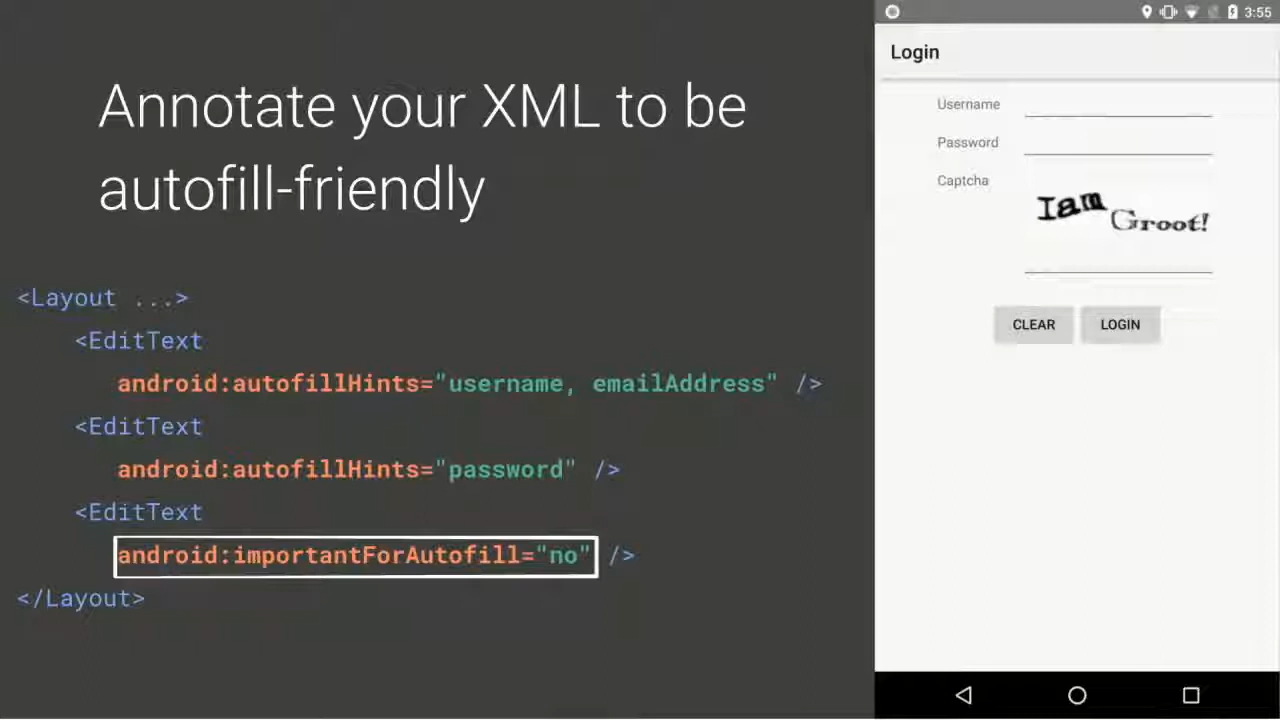 Annotate your XML to be
autofill-friendly
<Layout ...>
<EditText
android:autofillHints="username, emailAddress" />
<EditText
android:autofillHints="password" />
<EditText
android:importantForAutofill="no" />
</Layout>
3:55
Login
Username
Password
Captcha
Iam Groot!
CLEAR LOGIN